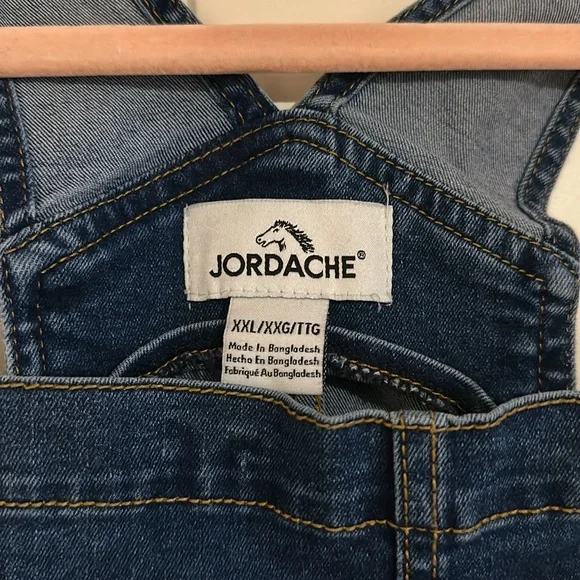 JORDACHE®
XXL/XXG/TTG
Made In Bangladesh
Hecho En Bangladesh
Fabriqué Au Bangladesh